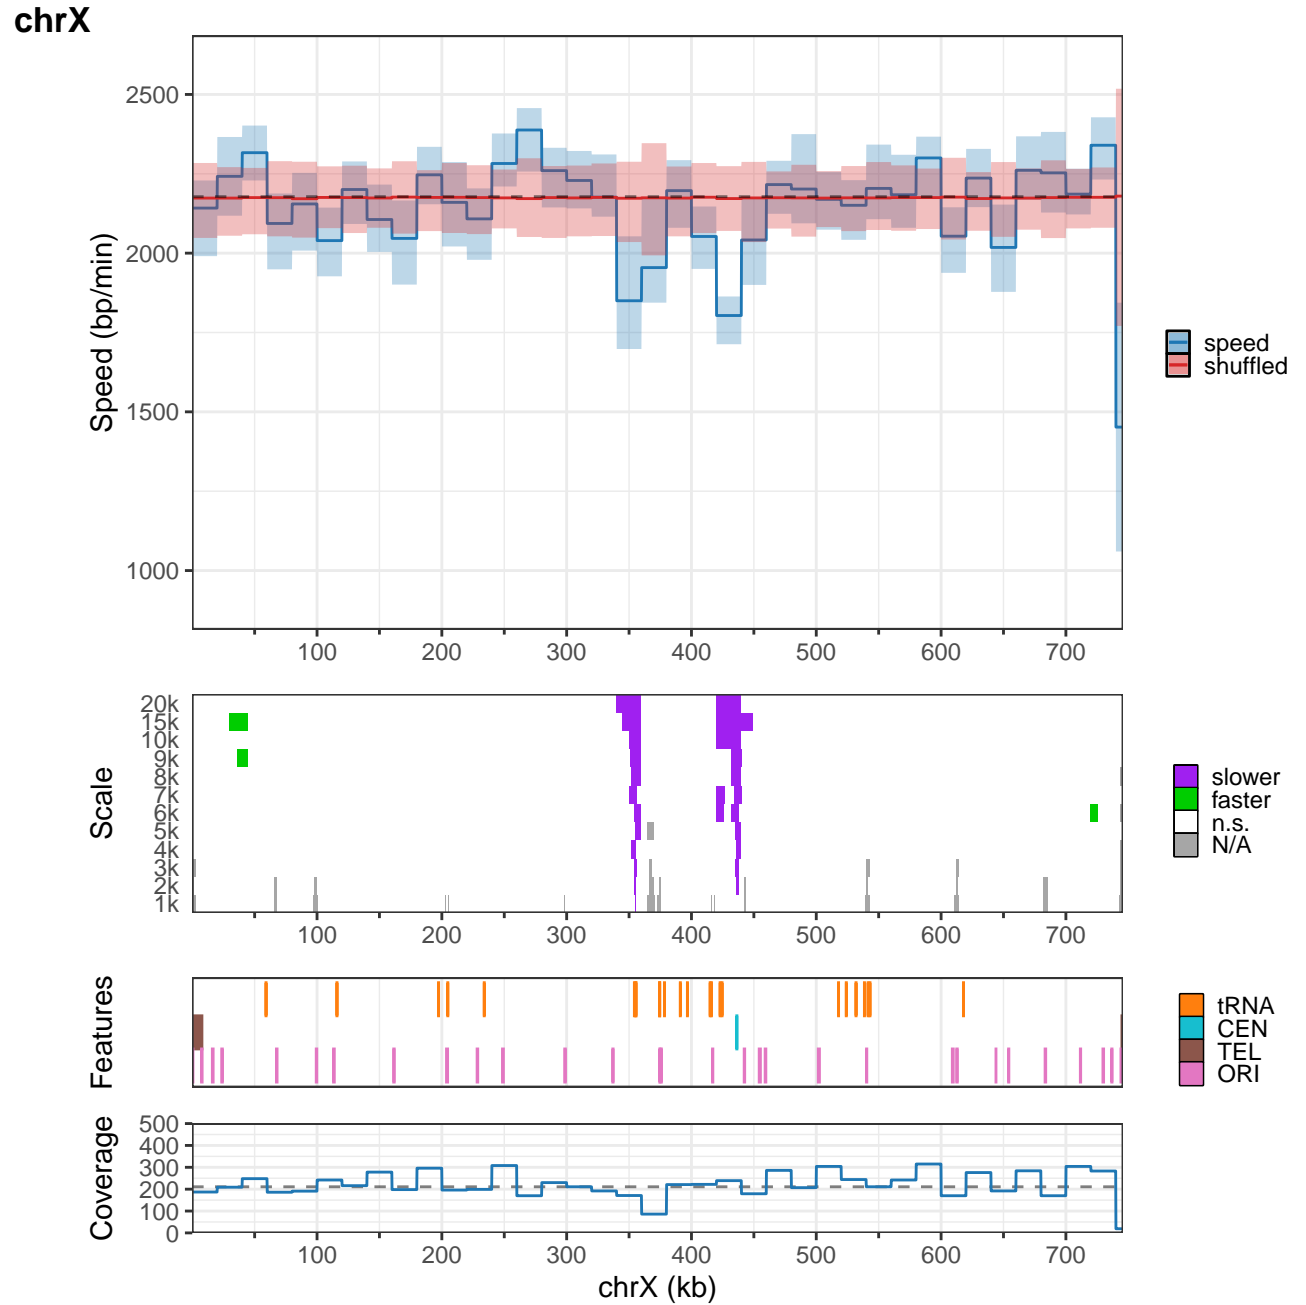 chrX
Speed (bp/min)
2500
2000
1500
1000
100 200 300 400 500 600 700
speed
shuffled
Scale
20k
15k
10k
9k
8k
7k
6k
5k
4k
3k
2k
1k
100 200 300 400 500 600 700
slower
faster
n.s.
N/A
Features
tRNA
CEN
TEL
ORI
Coverage
500
400
300
200
100
0
100 200 300 400 500 600 700
chrX (kb)